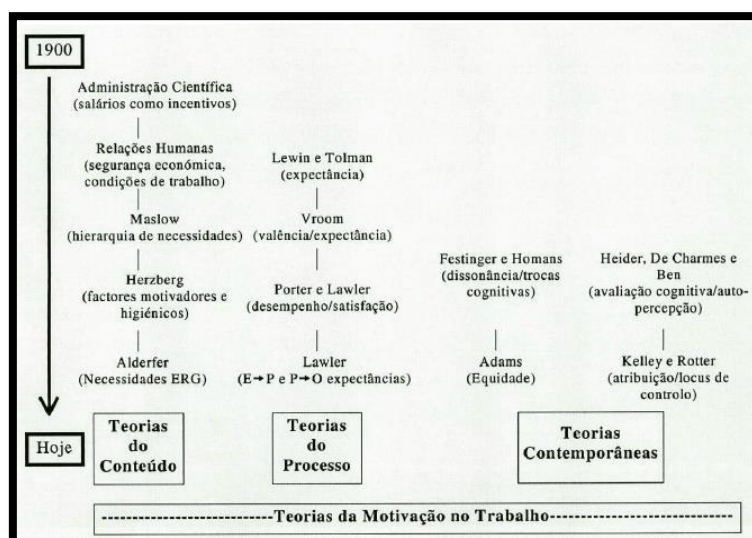 1900
Administração Científica
(salários como incentivos)
Relações Humanas
(segurança económica,
condições de trabalho)
Maslow
(hierarquia de necessidades)
Herzberg
(factores motivadores e
higiénicos)
Alderfer
(Necessidades ERG)
Lewin e Tolman
(expectância)
Vroom
(valência/expectância)
Porter e Lawler
(desempenho/satisfação)
Lawler
(E→P e P→O expectâncias)
Festinger e Homans
(dissonância/trocas
cognitivas)
Adams
(Equidade)
Heider, De Charmes e
Ben
(avaliação cognitiva/auto-
percepção)
Kelley e Rotter
(atribuição/locus de
controlo)
Hoje
Teorias
do
Conteúdo
Teorias
do
Processo
Teorias
Contemporâneas
Teorias da Motivação no Trabalho